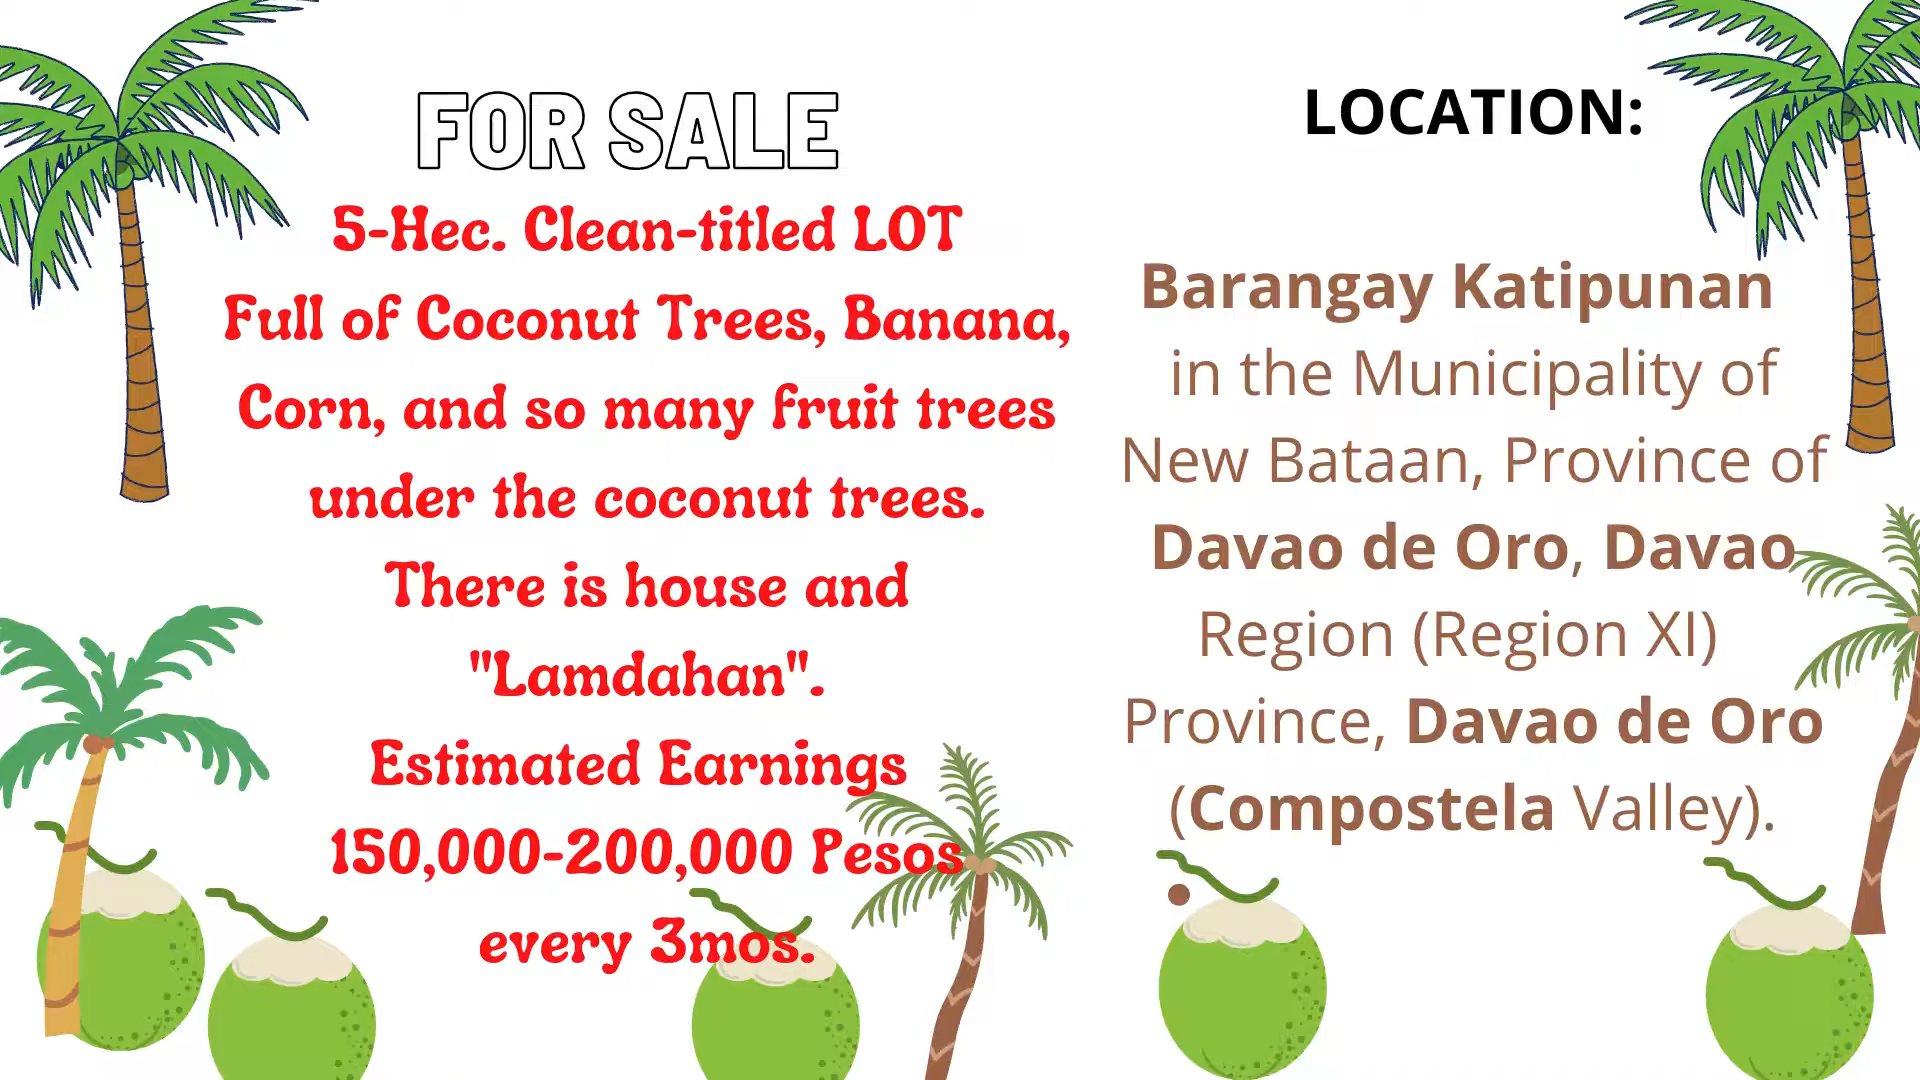 FOR SALE
5-Hec. Clean-titled LOT
Full of Coconut Trees, Banana,
Corn, and so many fruit trees
under the coconut trees.
There is house and
"Lamdahan".
Estimated Earnings
150,000-200,000 Pesos
every 3mos.
LOCATION:
Barangay Katipunan
in the Municipality of
New Bataan, Province of
Davao de Oro, Davao
Region (Region XI)
Province, Davao de Oro
(Compostela Valley).